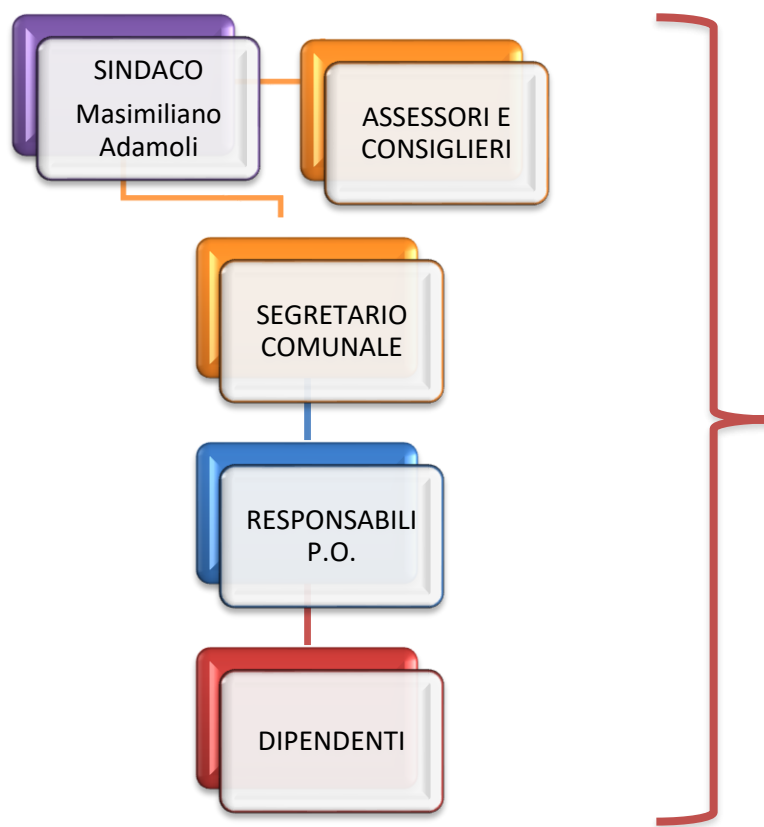 SINDACO
Masimiliano
Adamoli
ASSESSORI E
CONSIGLIERI
SEGRETARIO
COMUNALE
RESPONSABILI
P.O.
DIPENDENTI